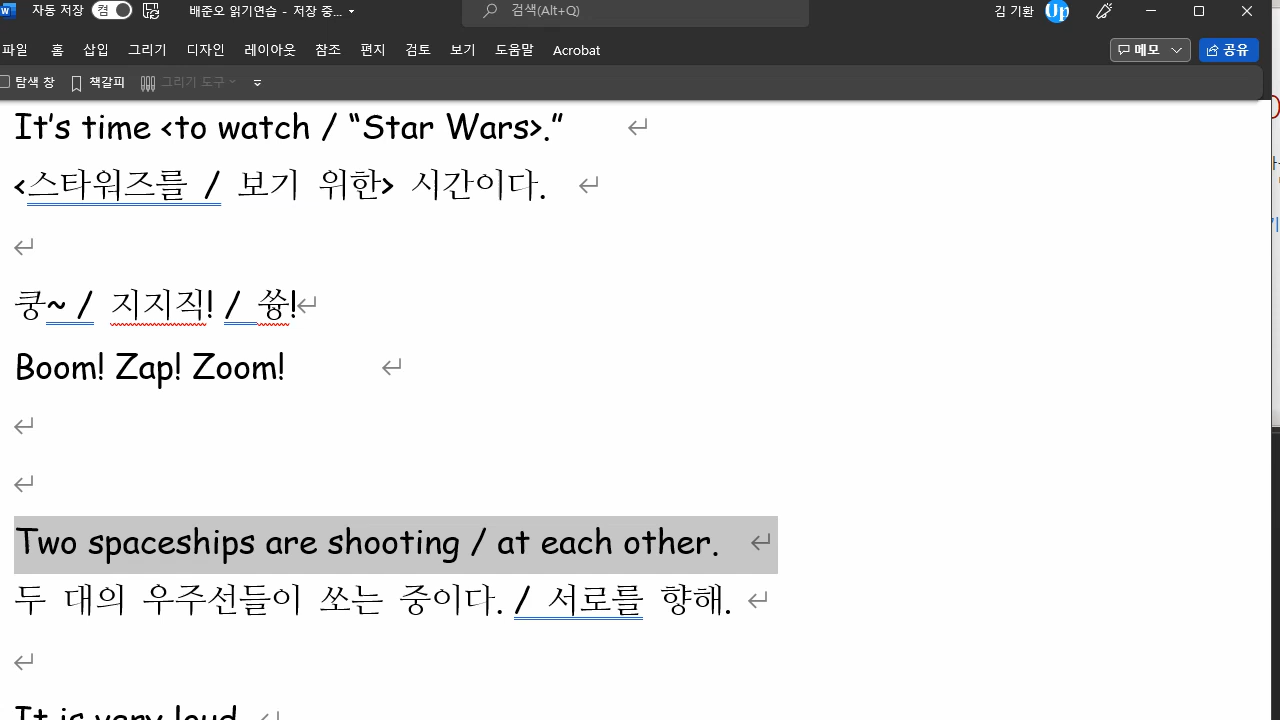 자동 저장 켬 배준오 읽기연습 - 저장 중... 검색(Alt+Q) 김 기환
파일 홈 삽입 그리기 디자인 레이아웃 참조 편지 검토 보기 도움말 Acrobat 메모 공유
탐색 창 책갈피 그리기 도구
It’s time <to watch / “Star Wars>.”
<스타워즈를 / 보기 위한> 시간이다.
쿵~ / 지지직! / 쓩!
Boom! Zap! Zoom!
Two spaceships are shooting / at each other.
두 대의 우주선들이 쏘는 중이다. / 서로를 향해.
It is very loud